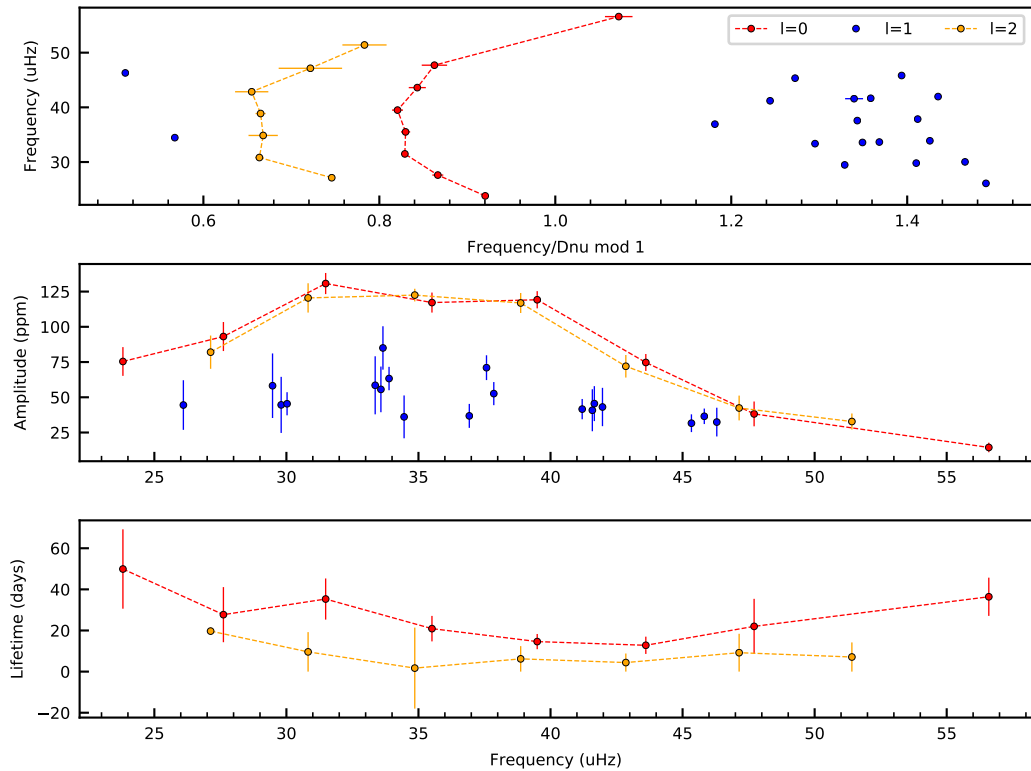 l=0 l=1 l=2
Frequency (uHz)
50
40
30
0.6 0.8 1.0 1.2 1.4
Frequency/Dnu mod 1
Amplitude (ppm)
125
100
75
50
25
25 30 35 40 45 50 55
Lifetime (days)
60
40
20
0
−20
25 30 35 40 45 50 55
Frequency (uHz)